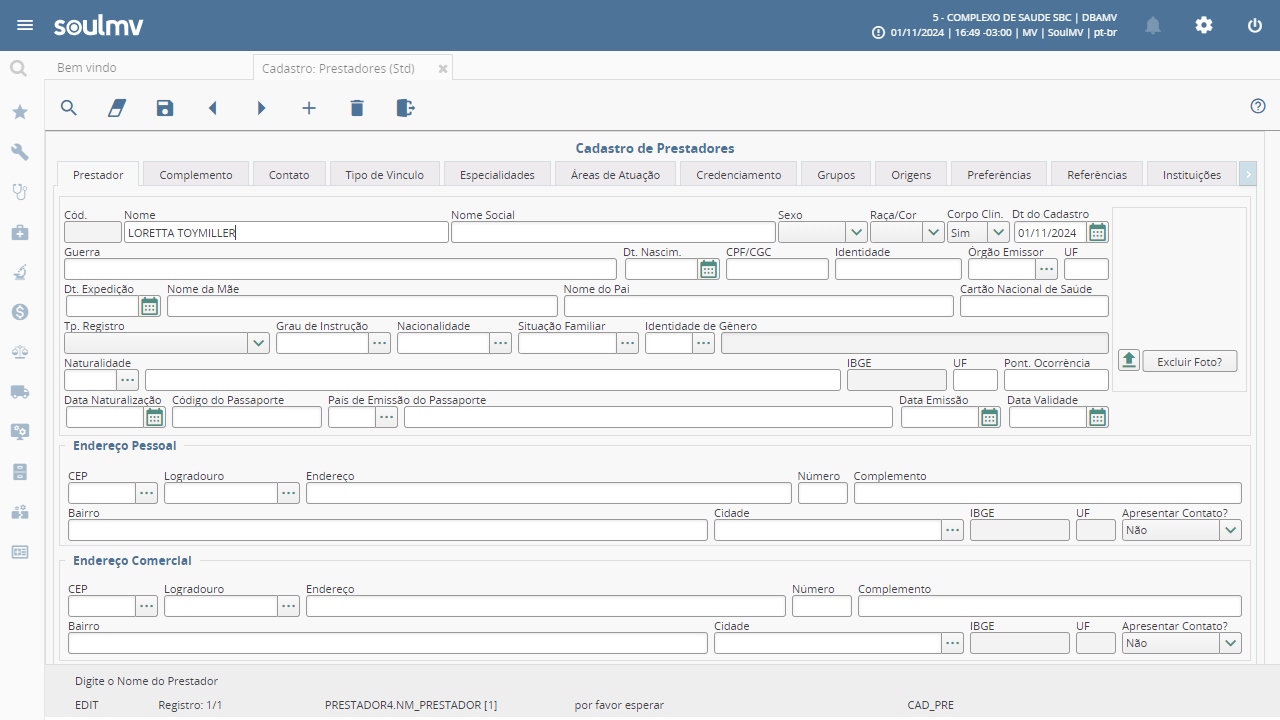 soulmv
5 - COMPLEXO DE SAUDE SBC | DBAMV
01/11/2024 | 16:49 -03:00 | MV | SoulMV | pt-br
Bem vindo
Cadastro: Prestadores (Std)
Cadastro de Prestadores
Prestador Complemento Contato Tipo de Vinculo Especialidades Áreas de Atuação Credenciamento Grupos Origens Preferências Referências Instituições
Cód. Nome Nome Social Sexo Raça/Cor Corpo Clin. Dt do Cadastro
LORETTA TOYMILLER Sim 01/11/2024
Guerra Dt. Nascim. CPF/CGC Identidade Órgão Emissor UF
Dt. Expedição Nome da Mãe Nome do Pai Cartão Nacional de Saúde
Tp. Registro Grau de Instrução Nacionalidade Situação Familiar Identidade de Gênero
Naturalidade IBGE UF Pont. Ocorrência
Excluir Foto?
Data Naturalização Código do Passaporte País de Emissão do Passaporte Data Emissão Data Validade
Endereço Pessoal
CEP Logradouro Endereço Número Complemento
Bairro Cidade IBGE UF Apresentar Contato?
Não
Endereço Comercial
CEP Logradouro Endereço Número Complemento
Bairro Cidade IBGE UF Apresentar Contato?
Não
Digite o Nome do Prestador
EDIT Registro: 1/1 PRESTADOR4.NM_PRESTADOR [1] por favor esperar CAD_PRE